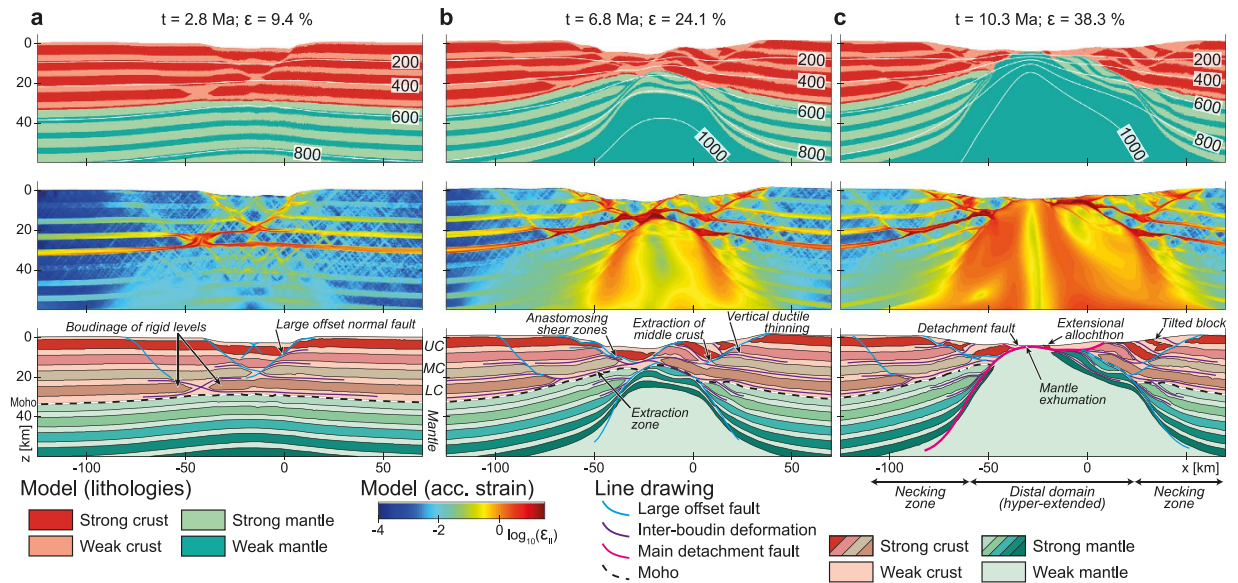 a
t = 2.8 Ma; ε = 9.4 %
b
t = 6.8 Ma; ε = 24.1 %
c
t = 10.3 Ma; ε = 38.3 %
0
20
40
200
400
600
800
200
400
600
800
1000
200
400
600
800
1000
0
20
40
Boudinage of rigid levels
Large offset normal fault
Anastomosing
shear zones
Extraction of
middle crust
Vertical ductile
thinning
Extraction
zone
Detachment fault
Extensional
allochthon
Tilted block
Mantle
exhumation
0
20
Moho
40
z [km]
UC
MC
LC
Mantle
-100
-50
0
-50
0
50
-100
-50
0
x [km]
Necking
zone
Distal domain
(hyper-extended)
Necking
zone
Model (lithologies)
Strong crust
Strong mantle
Weak crust
Weak mantle
Model (acc. strain)
-4
-2
log10(ε̇II)
Line drawing
Large offset fault
Inter-boudin deformation
Main detachment fault
Moho
Strong crust
Strong mantle
Weak crust
Weak mantle